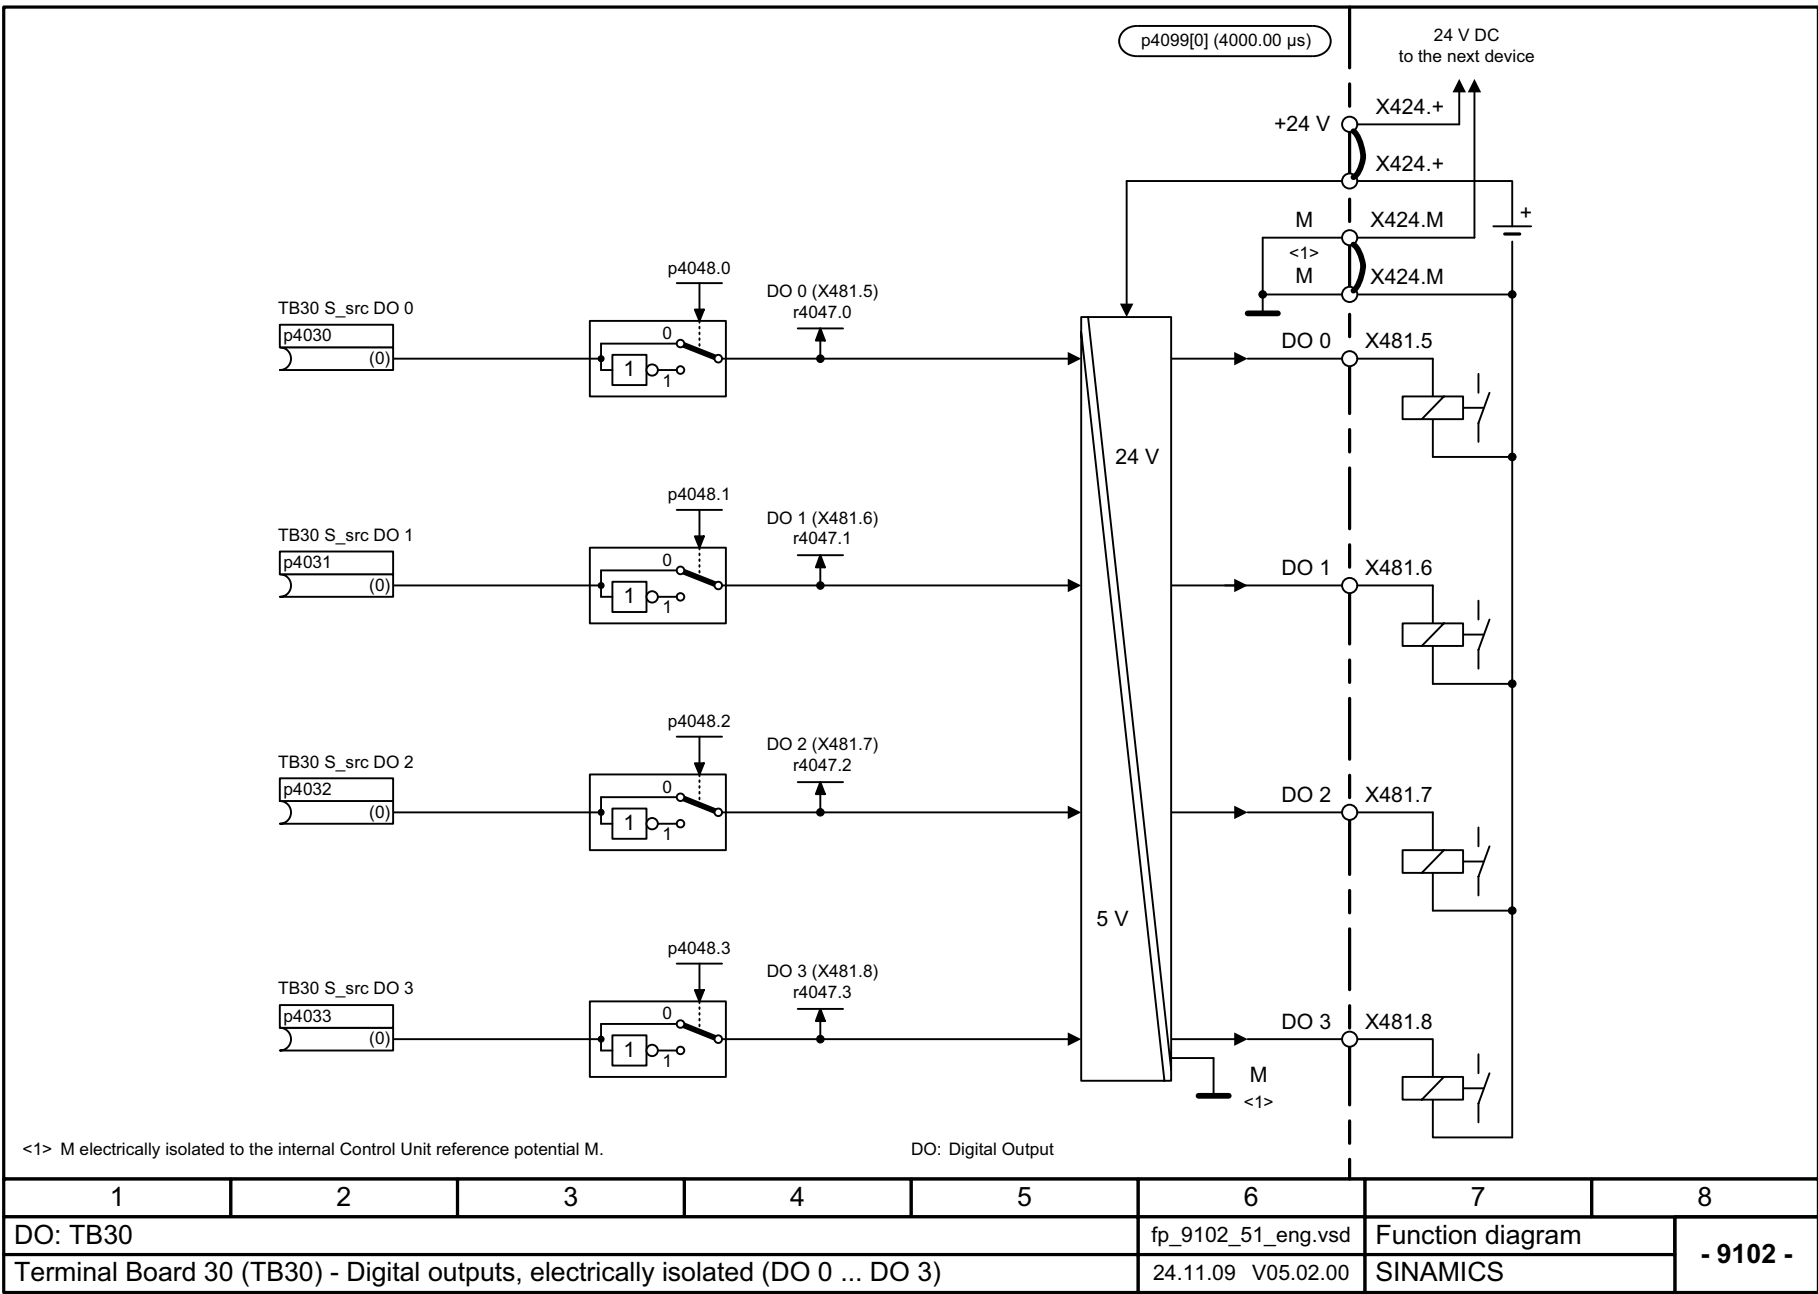 p4099[0] (4000.00 µs)
24 V DC
to the next device
X424.+
+24 V
X424.+
M
X424.M
+
<1>
M
X424.M
p4048.0
DO 0 (X481.5)
r4047.0
TB30 S_src DO 0
p4030
(0)
0
1
1
DO 0
X481.5
24 V
p4048.1
DO 1 (X481.6)
r4047.1
TB30 S_src DO 1
p4031
(0)
0
1
1
DO 1
X481.6
p4048.2
DO 2 (X481.7)
r4047.2
TB30 S_src DO 2
p4032
(0)
0
1
1
DO 2
X481.7
5 V
p4048.3
DO 3 (X481.8)
r4047.3
TB30 S_src DO 3
p4033
(0)
0
1
1
DO 3
X481.8
M
<1>
<1> M electrically isolated to the internal Control Unit reference potential M.
DO: Digital Output
1 2 3 4 5 6 7 8
DO: TB30
fp_9102_51_eng.vsd
Function diagram
- 9102 -
Terminal Board 30 (TB30) - Digital outputs, electrically isolated (DO 0 ... DO 3)
24.11.09 V05.02.00
SINAMICS